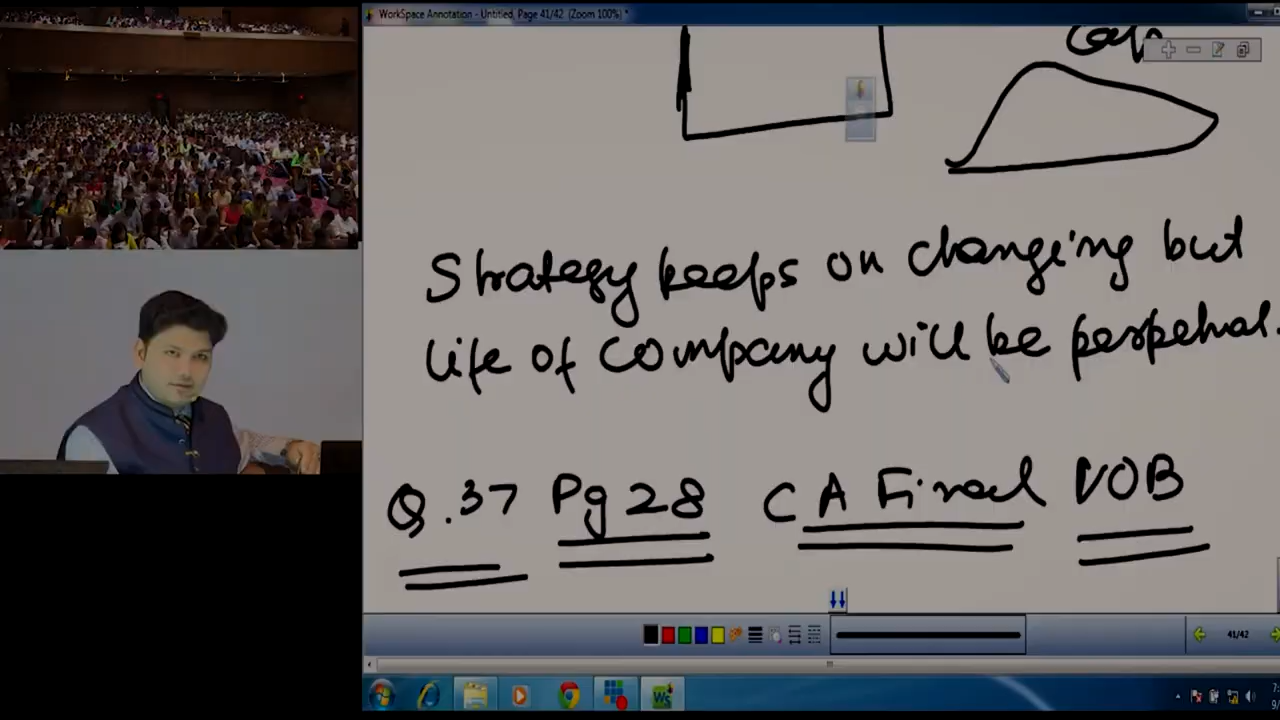 WorkSpace Annotation - Untitled, Page 41/42 (Zoom 100%) *
Strategy keeps on changing but
life of company will be perpetual.
Q.37 Pg 28 CA Final VOB
41/42